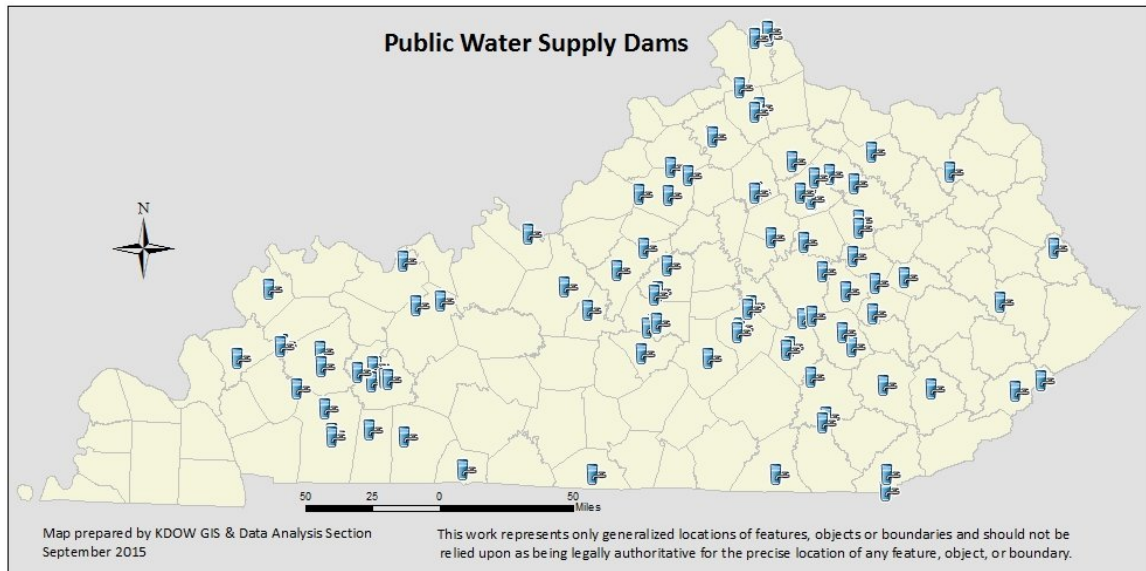 Public Water Supply Dams
N
50 25 0 50
Miles
Map prepared by KDOW GIS & Data Analysis Section
September 2015
This work represents only generalized locations of features, objects or boundaries and should not be
relied upon as being legally authoritative for the precise location of any feature, object, or boundary.